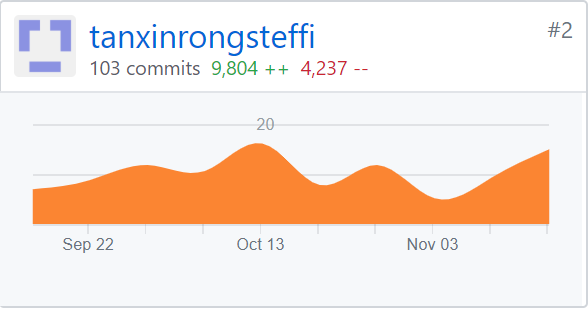 tanxinrongsteffi
#2
103 commits 9,804 ++ 4,237 --
20
Sep 22 Oct 13 Nov 03